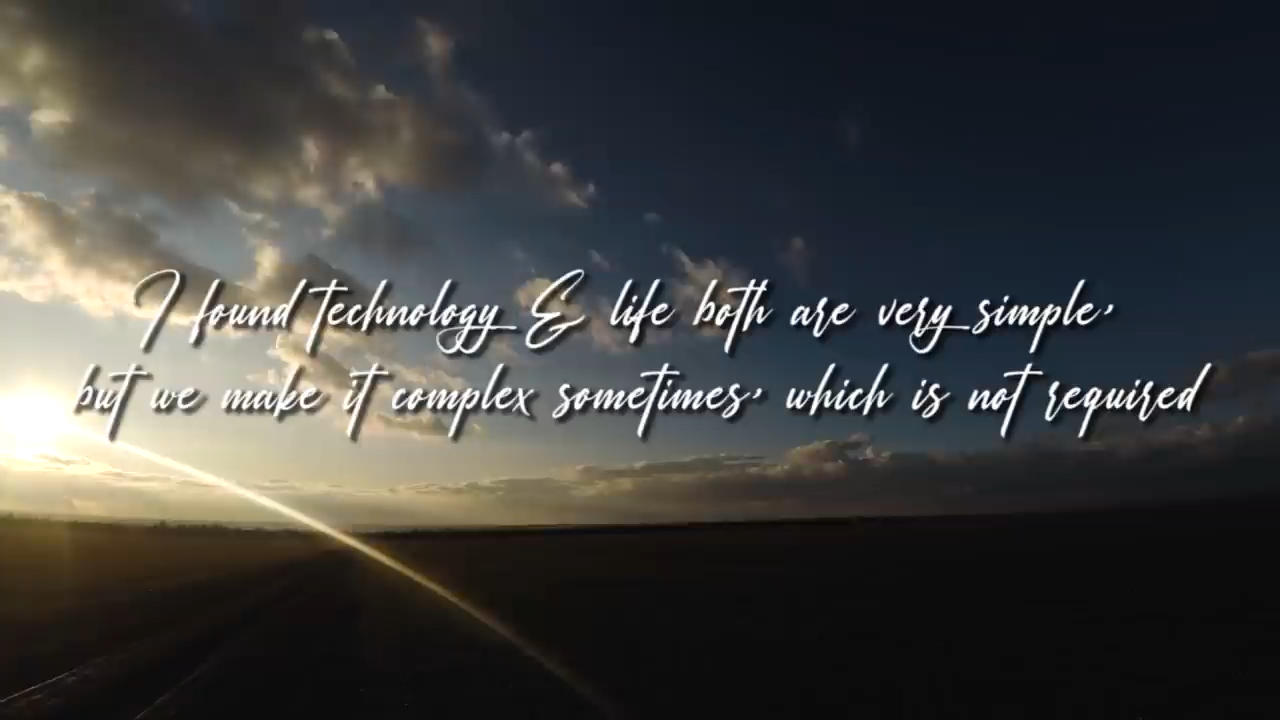 I found technology & life both are very simple,
but we make it complex sometimes, which is not required